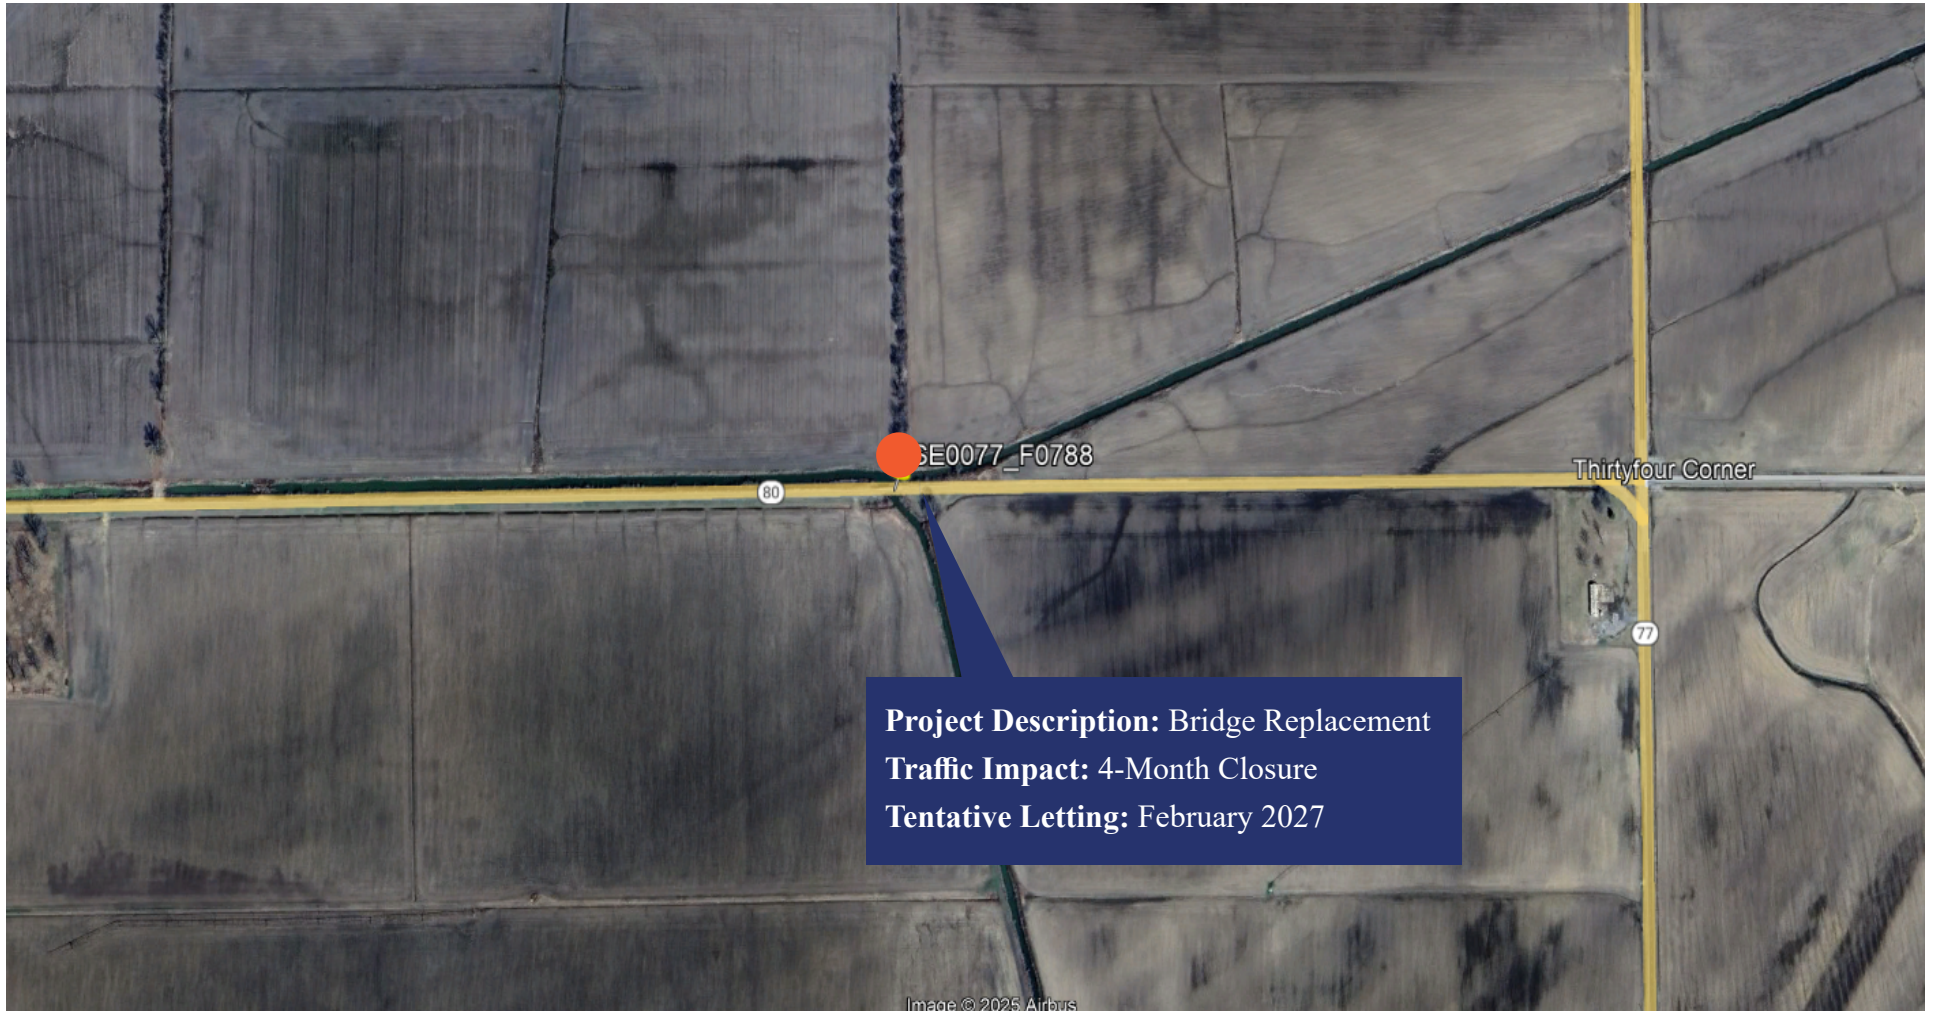 SE0077_F0788
Thirtyfour Corner
80
77
Project Description: Bridge Replacement
Traffic Impact: 4-Month Closure
Tentative Letting: February 2027
Image © 2025 Airbus